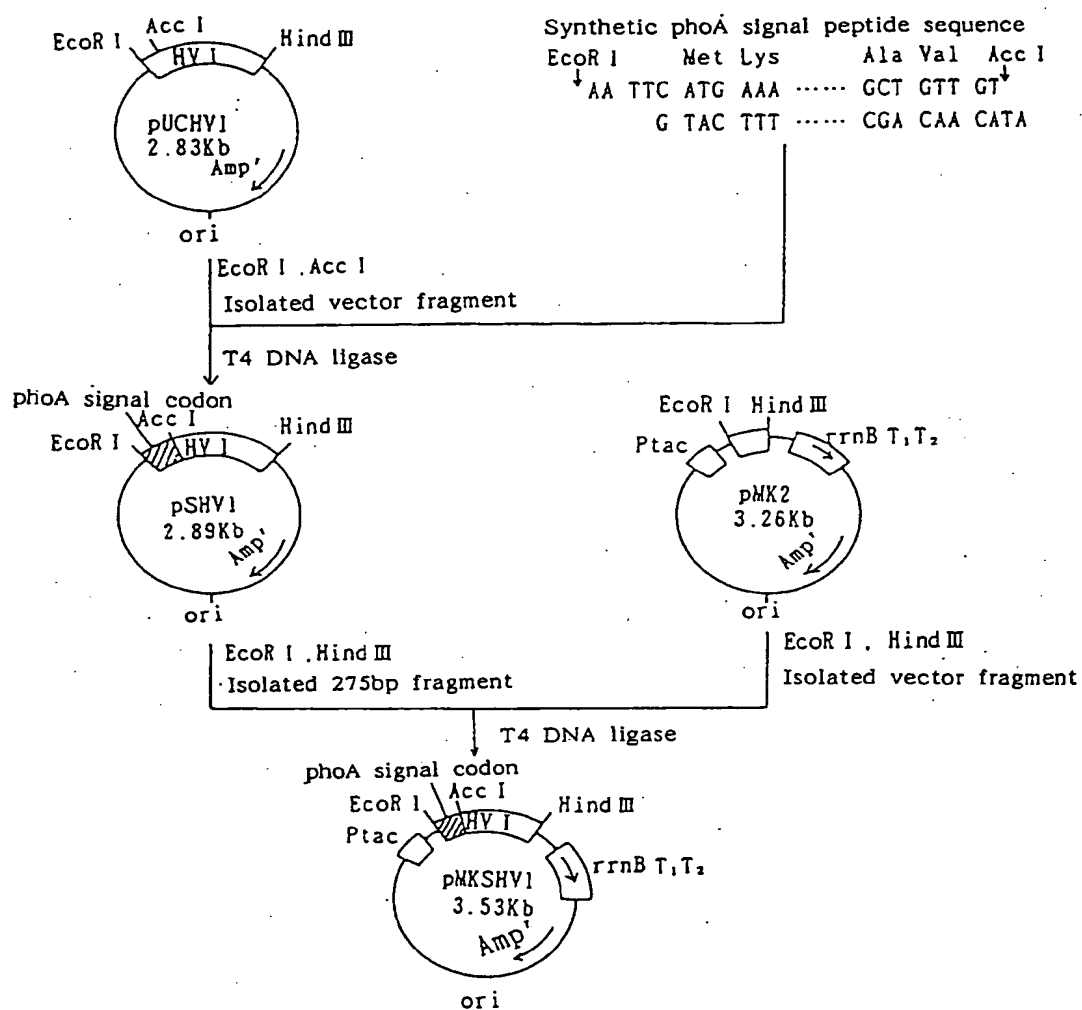 Acc I
EcoR I
Hind III
HV I
pUCHV1
2.83Kb
Amp'
ori
Synthetic phoA signal peptide sequence
EcoR I Met Lys Ala Val Acc I
AA TTC ATG AAA ...... GCT GTT GT
G TAC TTT ...... CGA CAA CATA
EcoR I . Acc I
Isolated vector fragment
T4 DNA ligase
phoA signal codon
Acc I
EcoR I
HV I
Hind III
pSHV1
2.89Kb
Amp'
ori
EcoR I Hind III
Ptac
rrnB T₁T₂
pMK2
3.26Kb
Amp'
ori
EcoR I . Hind III
Isolated 275bp fragment
EcoR I . Hind III
Isolated vector fragment
T4 DNA ligase
phoA signal codon
Acc I
EcoR I
HV I
Hind III
Ptac
rrnB T₁T₂
pMKSHV1
3.53Kb
Amp'
ori